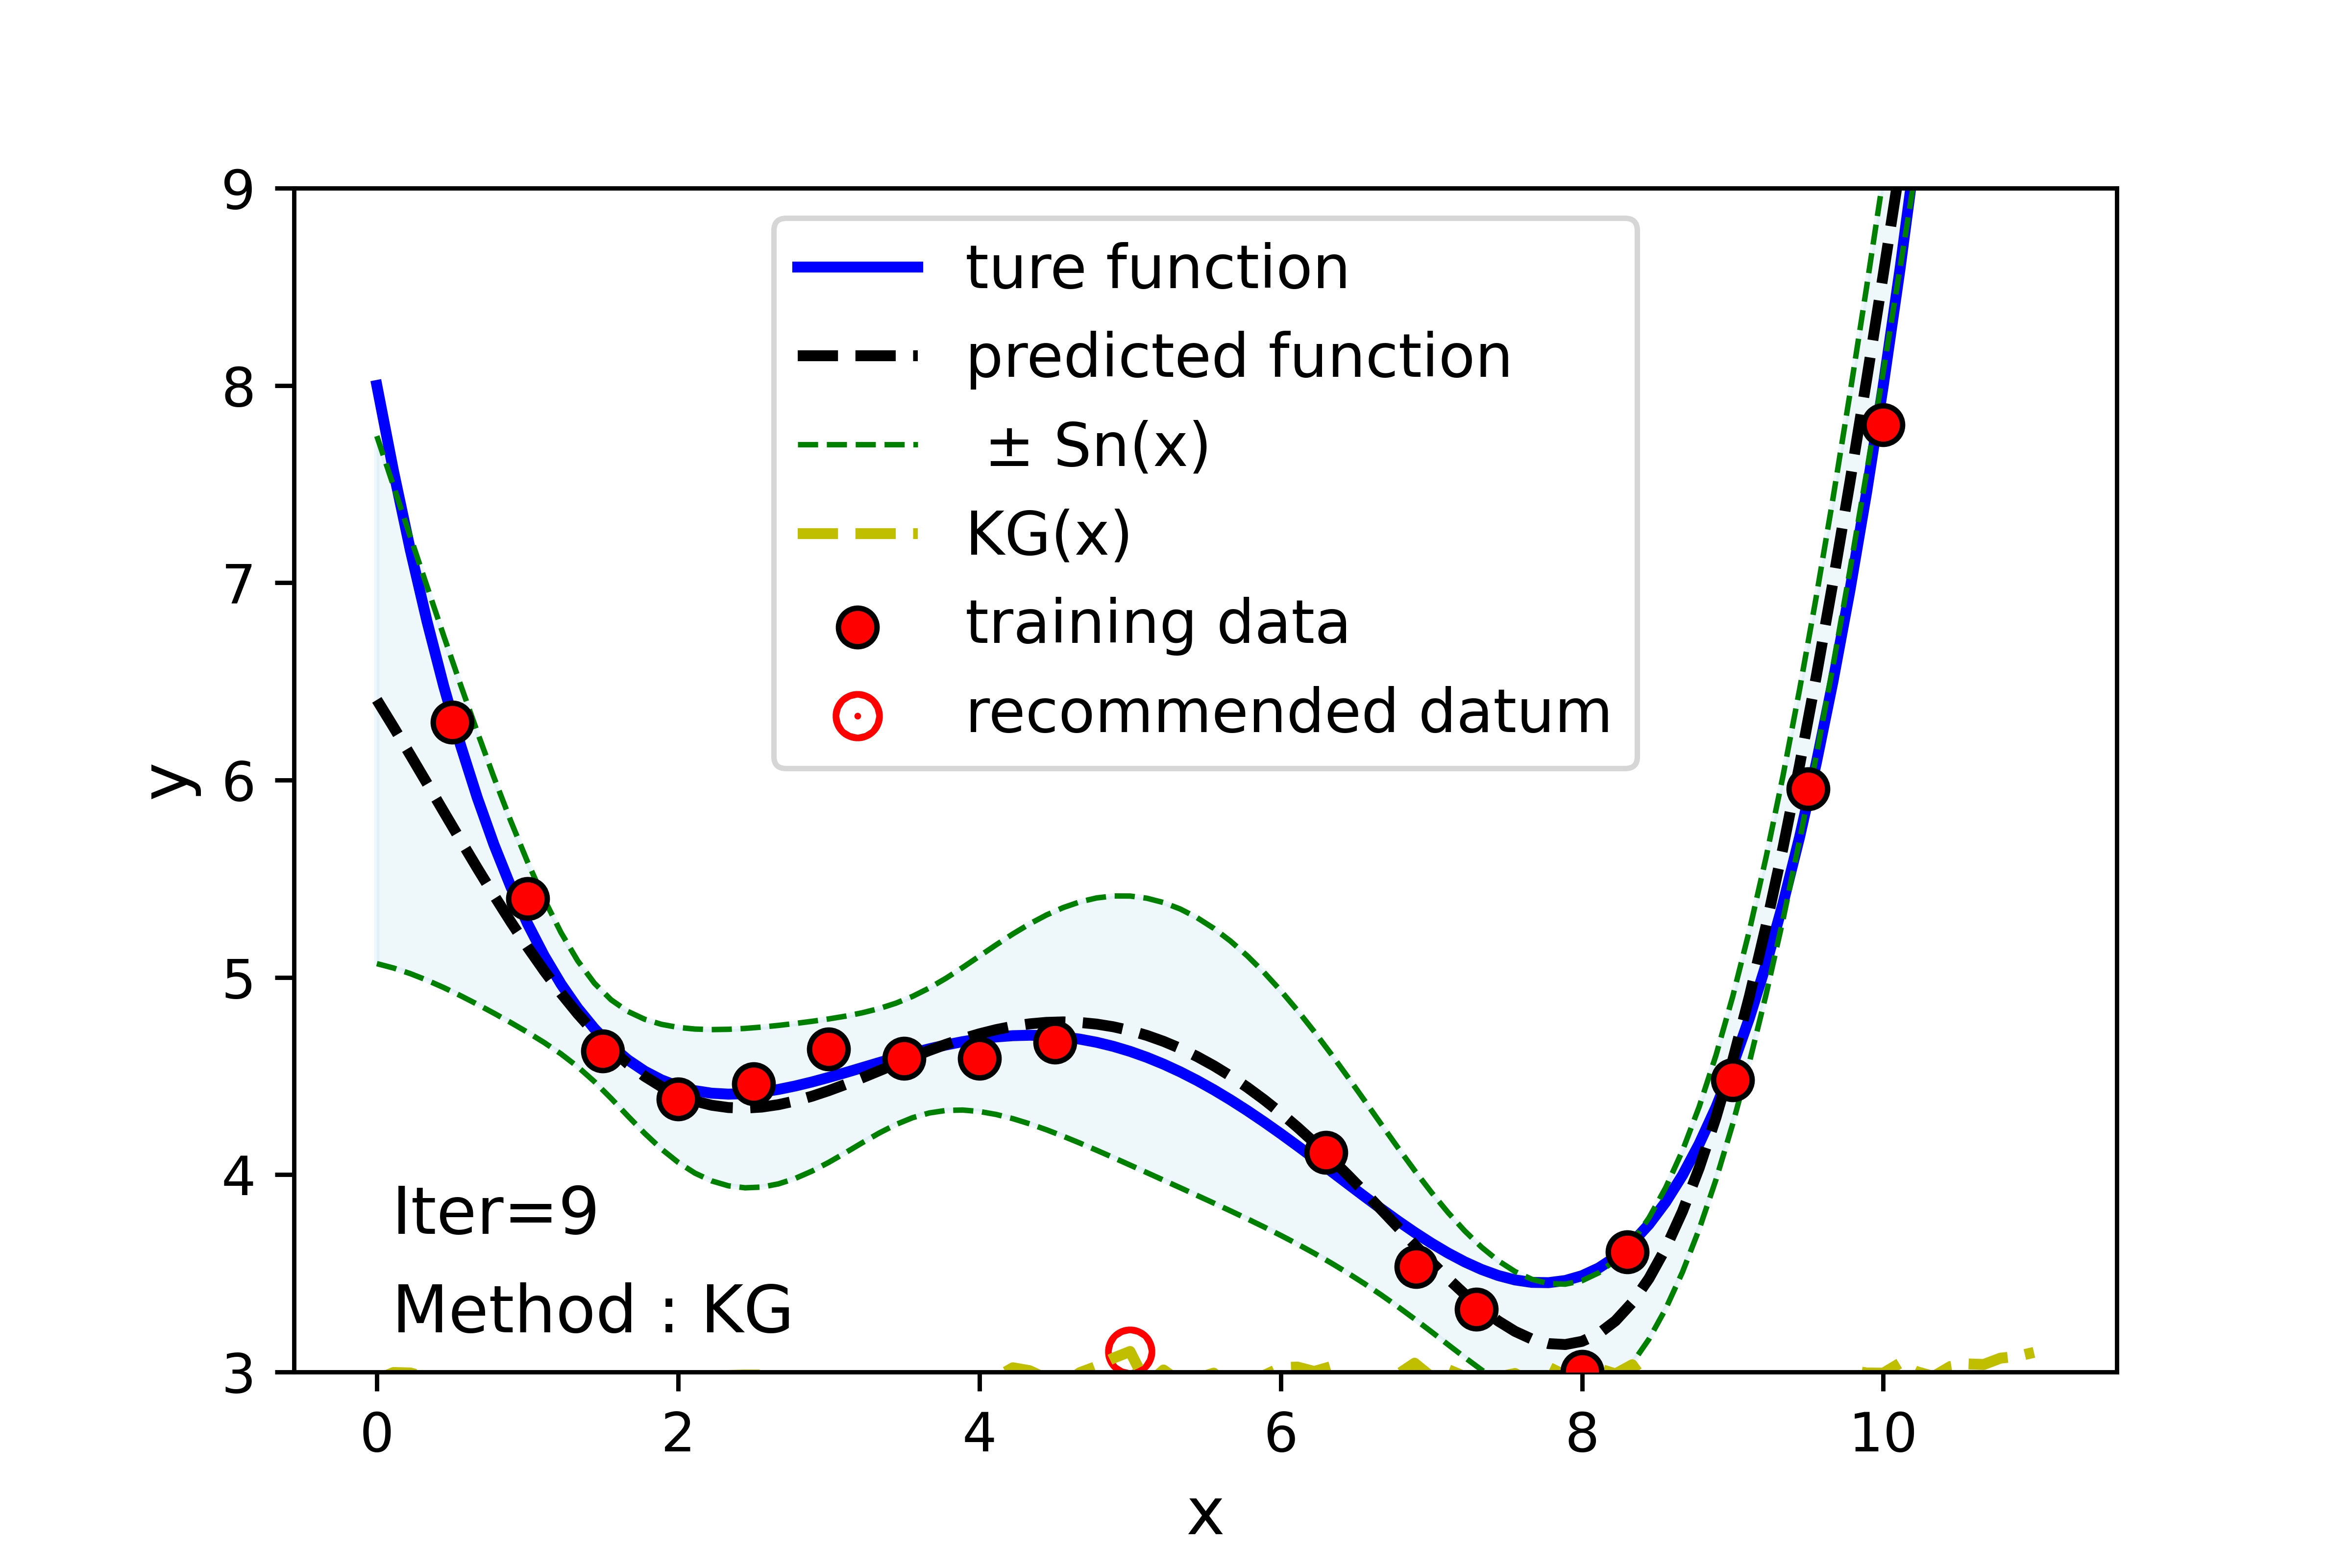 9
8
7
6
5
4
3
y
ture function
predicted function
± Sn(x)
KG(x)
training data
recommended datum
Iter=9
Method : KG
0 2 4 6 8 10
x